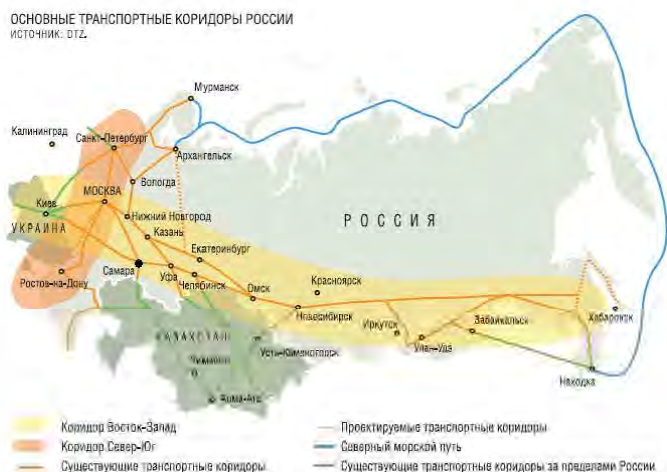 ОСНОВНЫЕ ТРАНСПОРТНЫЕ КОРИДОРЫ РОССИИ
ИСТОЧНИК: DTZ.
Мурманск
Калининград
Санкт-Петербург
Архангельск
Вологда
МОСКВА
Киев
Нижний Новгород
УКРАИНА
Казань
РОССИЯ
Екатеринбург
Самара
Уфа
Ростов-на-Дону
Челябинск
Омск
Красноярск
Новосибирск
Забайкальск
Хабаровск
Иркутск
КАЗАХСТАН
Усть-Каменогорск
Улан-Удэ
Чимкент
Находка
Алма-Ата
Коридор Восток-Запад
Проектируемые транспортные коридоры
Коридор Север-Юг
Северный морской путь
Существующие транспортные коридоры
Существующие транспортные коридоры за пределами России